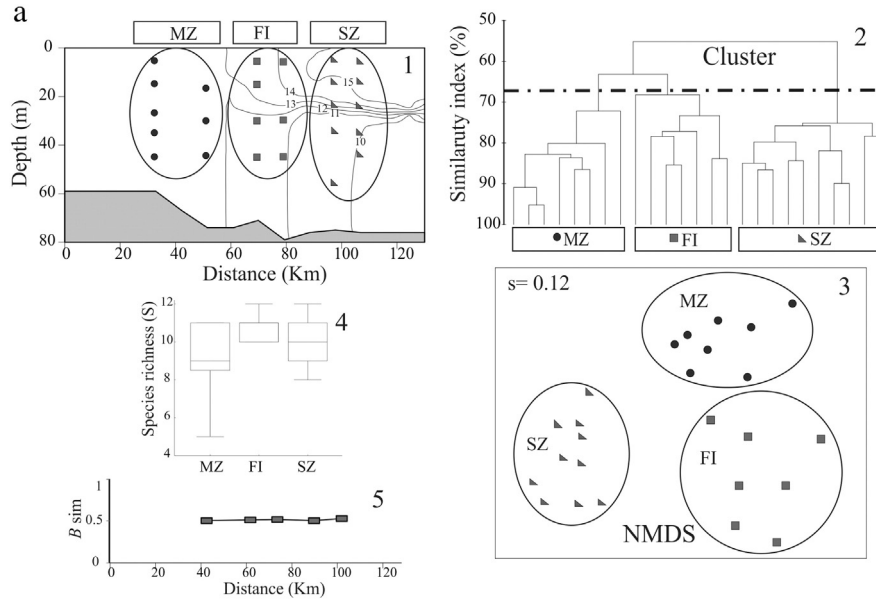 a
MZ FI SZ
1
0
20
40
60
80
Depth (m)
15
14
13
12
11
10
0 20 40 60 80 100 120
Distance (Km)
2
Cluster
Similaruty index (%)
50
60
70
80
90
100
MZ FI SZ
s= 0.12
3
MZ
SZ
FI
NMDS
4
Species richness (S)
12
10
8
6
4
MZ FI SZ
5
B sim
1
0.5
0
0 20 40 60 80 100 120
Distance (Km)